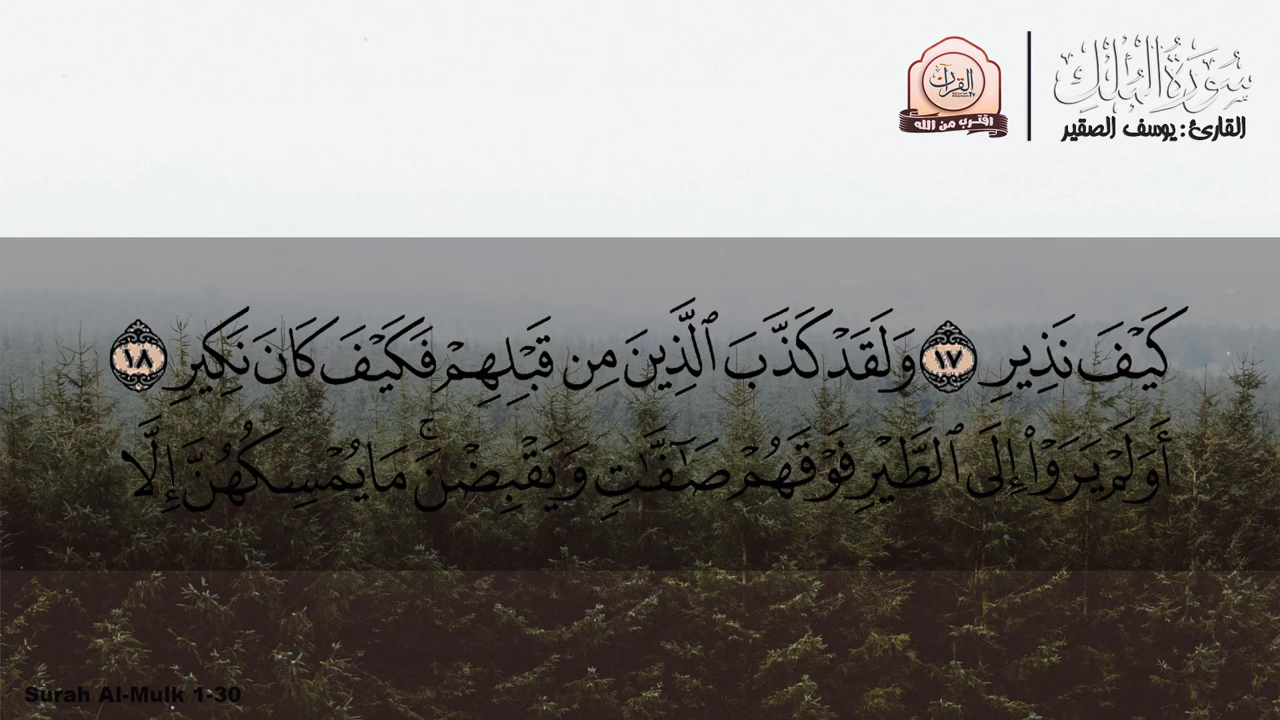 سُورَةُ الْمُلْكِ
القارئ : يوسف الصقير
القرآن
اقترب من الله
كَيْفَ نَذِيرِ ١٧ وَلَقَدْ كَذَّبَ ٱلَّذِينَ مِن قَبْلِهِمْ فَكَيْفَ كَانَ نَكِيرِ ١٨
أَوَلَمْ يَرَوْا۟ إِلَى ٱلطَّيْرِ فَوْقَهُمْ صَـٰٓفَّـٰتٍ وَيَقْبِضْنَ ۚ مَا يُمْسِكُهُنَّ إِلَّا
Surah Al-Mulk 1-30